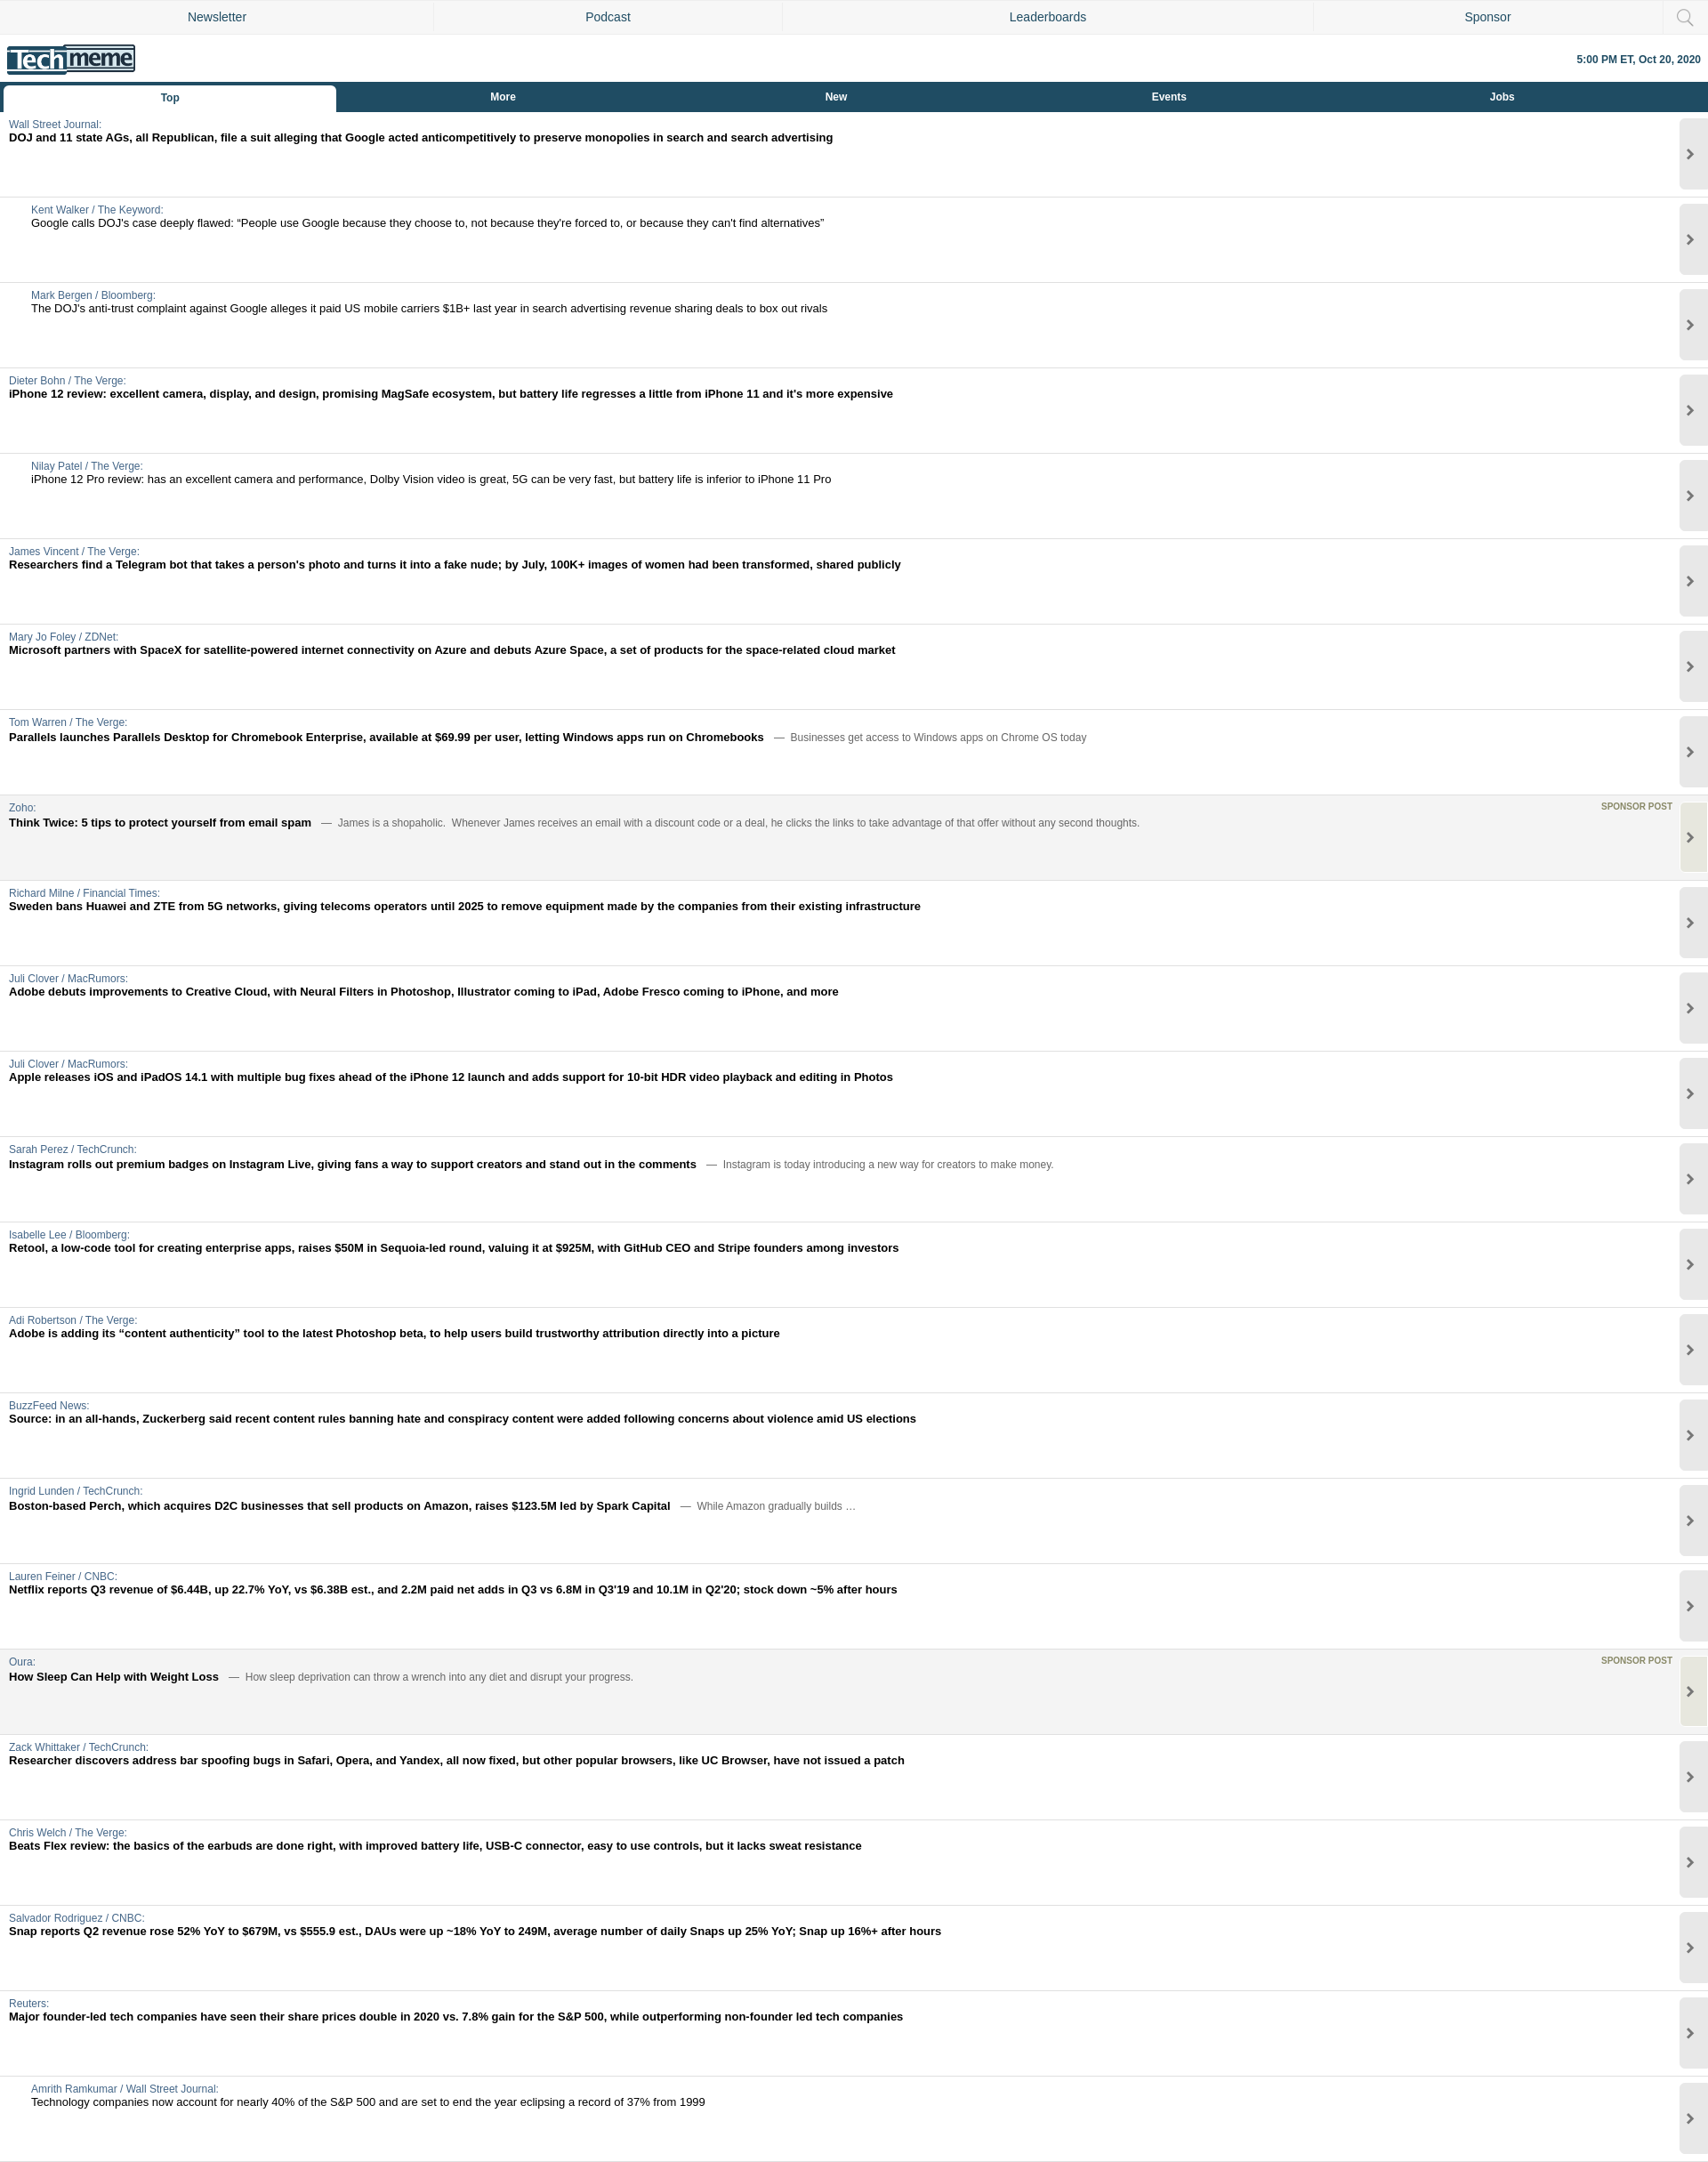 Newsletter
Podcast
Leaderboards
Sponsor
Techmeme
5:00 PM ET, Oct 20, 2020
Top
More
New
Events
Jobs
Wall Street Journal:
DOJ and 11 state AGs, all Republican, file a suit alleging that Google acted anticompetitively to preserve monopolies in search and search advertising
Kent Walker / The Keyword:
Google calls DOJ's case deeply flawed: “People use Google because they choose to, not because they're forced to, or because they can't find alternatives”
Mark Bergen / Bloomberg:
The DOJ's anti-trust complaint against Google alleges it paid US mobile carriers $1B+ last year in search advertising revenue sharing deals to box out rivals
Dieter Bohn / The Verge:
iPhone 12 review: excellent camera, display, and design, promising MagSafe ecosystem, but battery life regresses a little from iPhone 11 and it's more expensive
Nilay Patel / The Verge:
iPhone 12 Pro review: has an excellent camera and performance, Dolby Vision video is great, 5G can be very fast, but battery life is inferior to iPhone 11 Pro
James Vincent / The Verge:
Researchers find a Telegram bot that takes a person's photo and turns it into a fake nude; by July, 100K+ images of women had been transformed, shared publicly
Mary Jo Foley / ZDNet:
Microsoft partners with SpaceX for satellite-powered internet connectivity on Azure and debuts Azure Space, a set of products for the space-related cloud market
Tom Warren / The Verge:
Parallels launches Parallels Desktop for Chromebook Enterprise, available at $69.99 per user, letting Windows apps run on Chromebooks — Businesses get access to Windows apps on Chrome OS today
Zoho:
SPONSOR POST
Think Twice: 5 tips to protect yourself from email spam — James is a shopaholic. Whenever James receives an email with a discount code or a deal, he clicks the links to take advantage of that offer without any second thoughts.
Richard Milne / Financial Times:
Sweden bans Huawei and ZTE from 5G networks, giving telecoms operators until 2025 to remove equipment made by the companies from their existing infrastructure
Juli Clover / MacRumors:
Adobe debuts improvements to Creative Cloud, with Neural Filters in Photoshop, Illustrator coming to iPad, Adobe Fresco coming to iPhone, and more
Juli Clover / MacRumors:
Apple releases iOS and iPadOS 14.1 with multiple bug fixes ahead of the iPhone 12 launch and adds support for 10-bit HDR video playback and editing in Photos
Sarah Perez / TechCrunch:
Instagram rolls out premium badges on Instagram Live, giving fans a way to support creators and stand out in the comments — Instagram is today introducing a new way for creators to make money.
Isabelle Lee / Bloomberg:
Retool, a low-code tool for creating enterprise apps, raises $50M in Sequoia-led round, valuing it at $925M, with GitHub CEO and Stripe founders among investors
Adi Robertson / The Verge:
Adobe is adding its “content authenticity” tool to the latest Photoshop beta, to help users build trustworthy attribution directly into a picture
BuzzFeed News:
Source: in an all-hands, Zuckerberg said recent content rules banning hate and conspiracy content were added following concerns about violence amid US elections
Ingrid Lunden / TechCrunch:
Boston-based Perch, which acquires D2C businesses that sell products on Amazon, raises $123.5M led by Spark Capital — While Amazon gradually builds …
Lauren Feiner / CNBC:
Netflix reports Q3 revenue of $6.44B, up 22.7% YoY, vs $6.38B est., and 2.2M paid net adds in Q3 vs 6.8M in Q3'19 and 10.1M in Q2'20; stock down ~5% after hours
Oura:
SPONSOR POST
How Sleep Can Help with Weight Loss — How sleep deprivation can throw a wrench into any diet and disrupt your progress.
Zack Whittaker / TechCrunch:
Researcher discovers address bar spoofing bugs in Safari, Opera, and Yandex, all now fixed, but other popular browsers, like UC Browser, have not issued a patch
Chris Welch / The Verge:
Beats Flex review: the basics of the earbuds are done right, with improved battery life, USB-C connector, easy to use controls, but it lacks sweat resistance
Salvador Rodriguez / CNBC:
Snap reports Q2 revenue rose 52% YoY to $679M, vs $555.9 est., DAUs were up ~18% YoY to 249M, average number of daily Snaps up 25% YoY; Snap up 16%+ after hours
Reuters:
Major founder-led tech companies have seen their share prices double in 2020 vs. 7.8% gain for the S&P 500, while outperforming non-founder led tech companies
Amrith Ramkumar / Wall Street Journal:
Technology companies now account for nearly 40% of the S&P 500 and are set to end the year eclipsing a record of 37% from 1999